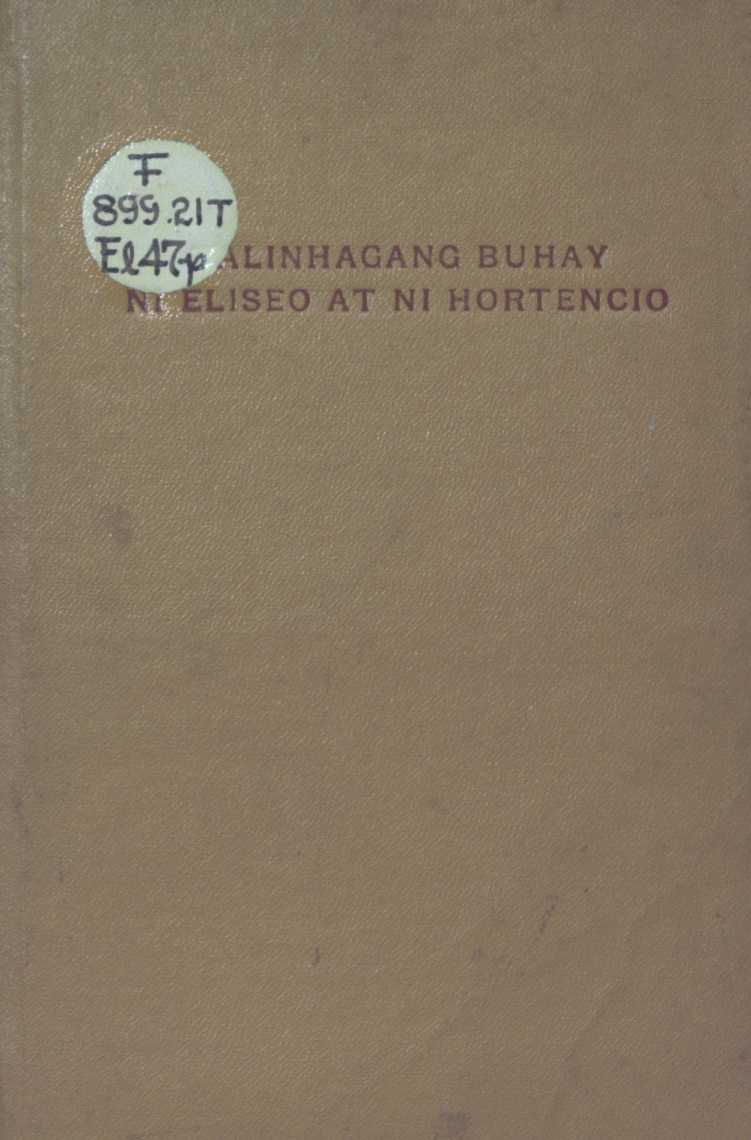 F
899.21T
El47p
ALINHAGANG BUHAY
NI ELISEO AT NI HORTENCIO